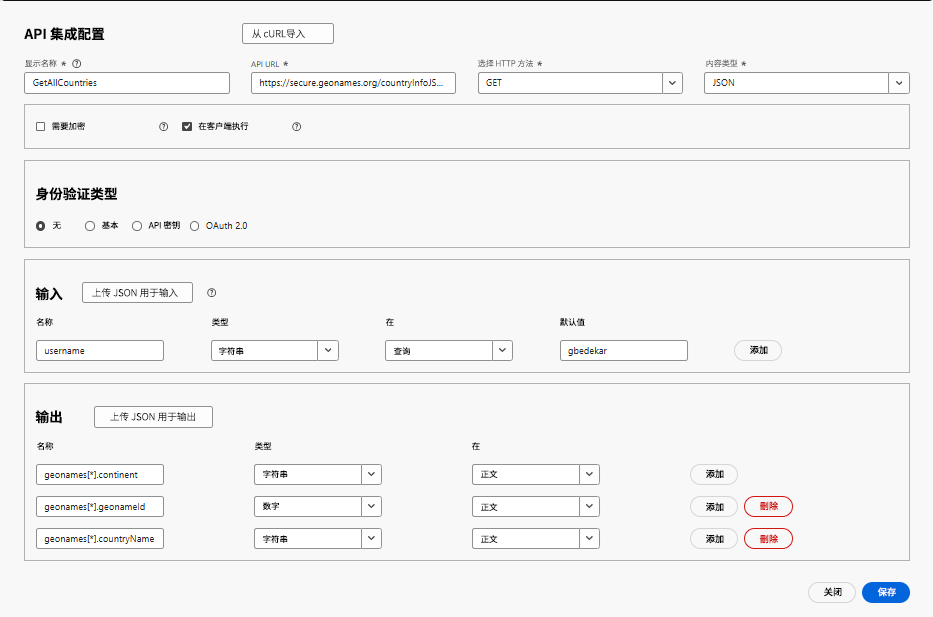 API 集成配置
从 cURL导入
显示名称 *
API URL *
选择 HTTP 方法 *
内容类型 *
GetAllCountries
https://secure.geonames.org/countryInfoJS...
GET
JSON
需要加密
在客户端执行
身份验证类型
无
基本
API 密钥
OAuth 2.0
输入
上传 JSON 用于输入
名称
类型
在
默认值
username
字符串
查询
gbedekar
添加
输出
上传 JSON 用于输出
名称
类型
在
geonames[*].continent
字符串
正文
添加
geonames[*].geonameId
数字
正文
添加
删除
geonames[*].countryName
字符串
正文
添加
删除
关闭
保存